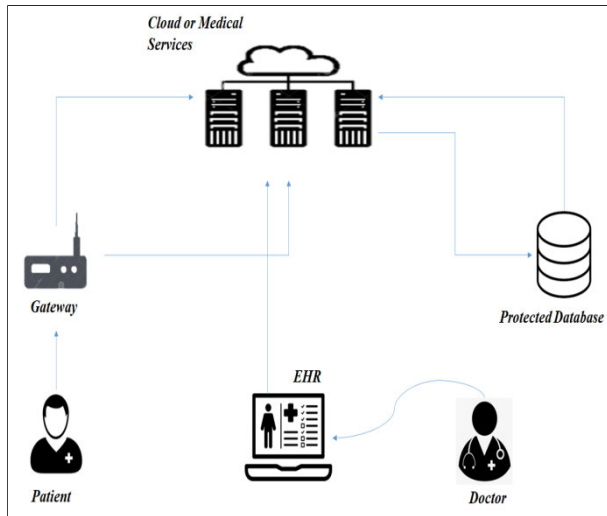 Cloud or Medical
Services
Gateway
Protected Database
EHR
Patient
Doctor